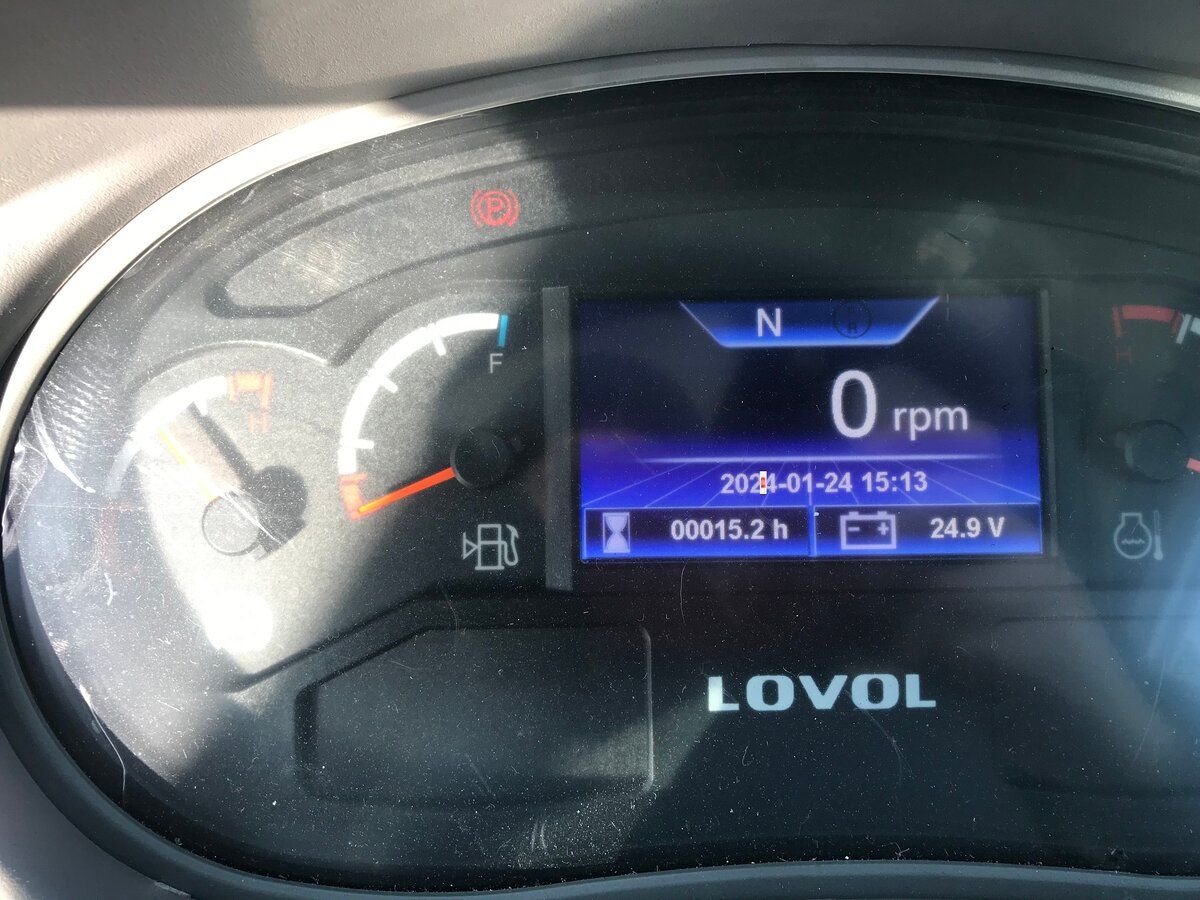 P
N
F
H
H
0 rpm
2024-01-24 15:13
00015.2 h
24.9 V
LOVOL